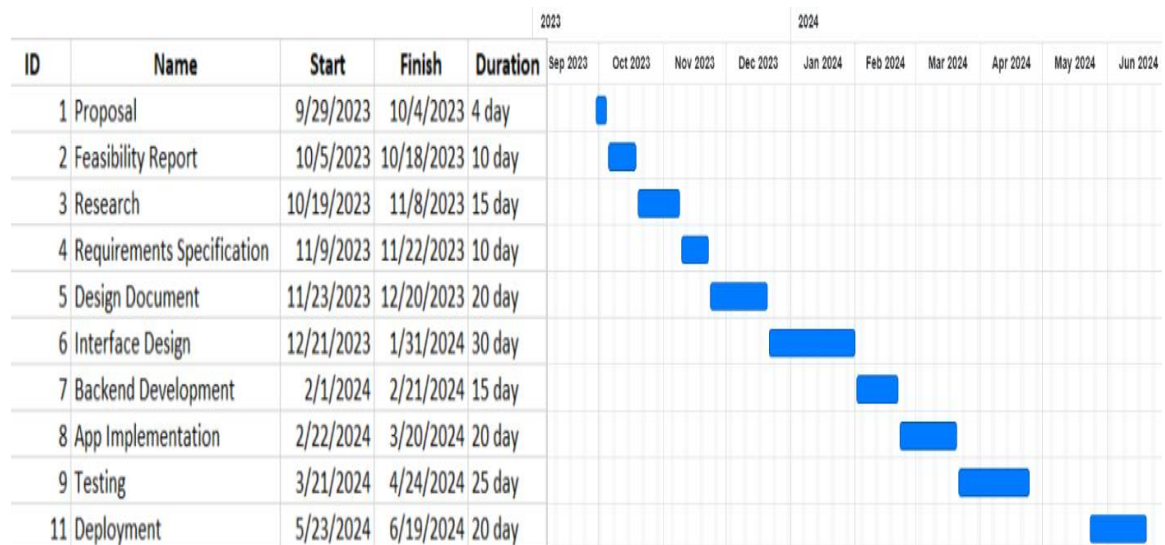 2023 2024
ID Name Start Finish Duration Sep 2023 Oct 2023 Nov 2023 Dec 2023 Jan 2024 Feb 2024 Mar 2024 Apr 2024 May 2024 Jun 2024
1 Proposal 9/29/2023 10/4/2023 4 day
2 Feasibility Report 10/5/2023 10/18/2023 10 day
3 Research 10/19/2023 11/8/2023 15 day
4 Requirements Specification 11/9/2023 11/22/2023 10 day
5 Design Document 11/23/2023 12/20/2023 20 day
6 Interface Design 12/21/2023 1/31/2024 30 day
7 Backend Development 2/1/2024 2/21/2024 15 day
8 App Implementation 2/22/2024 3/20/2024 20 day
9 Testing 3/21/2024 4/24/2024 25 day
11 Deployment 5/23/2024 6/19/2024 20 day